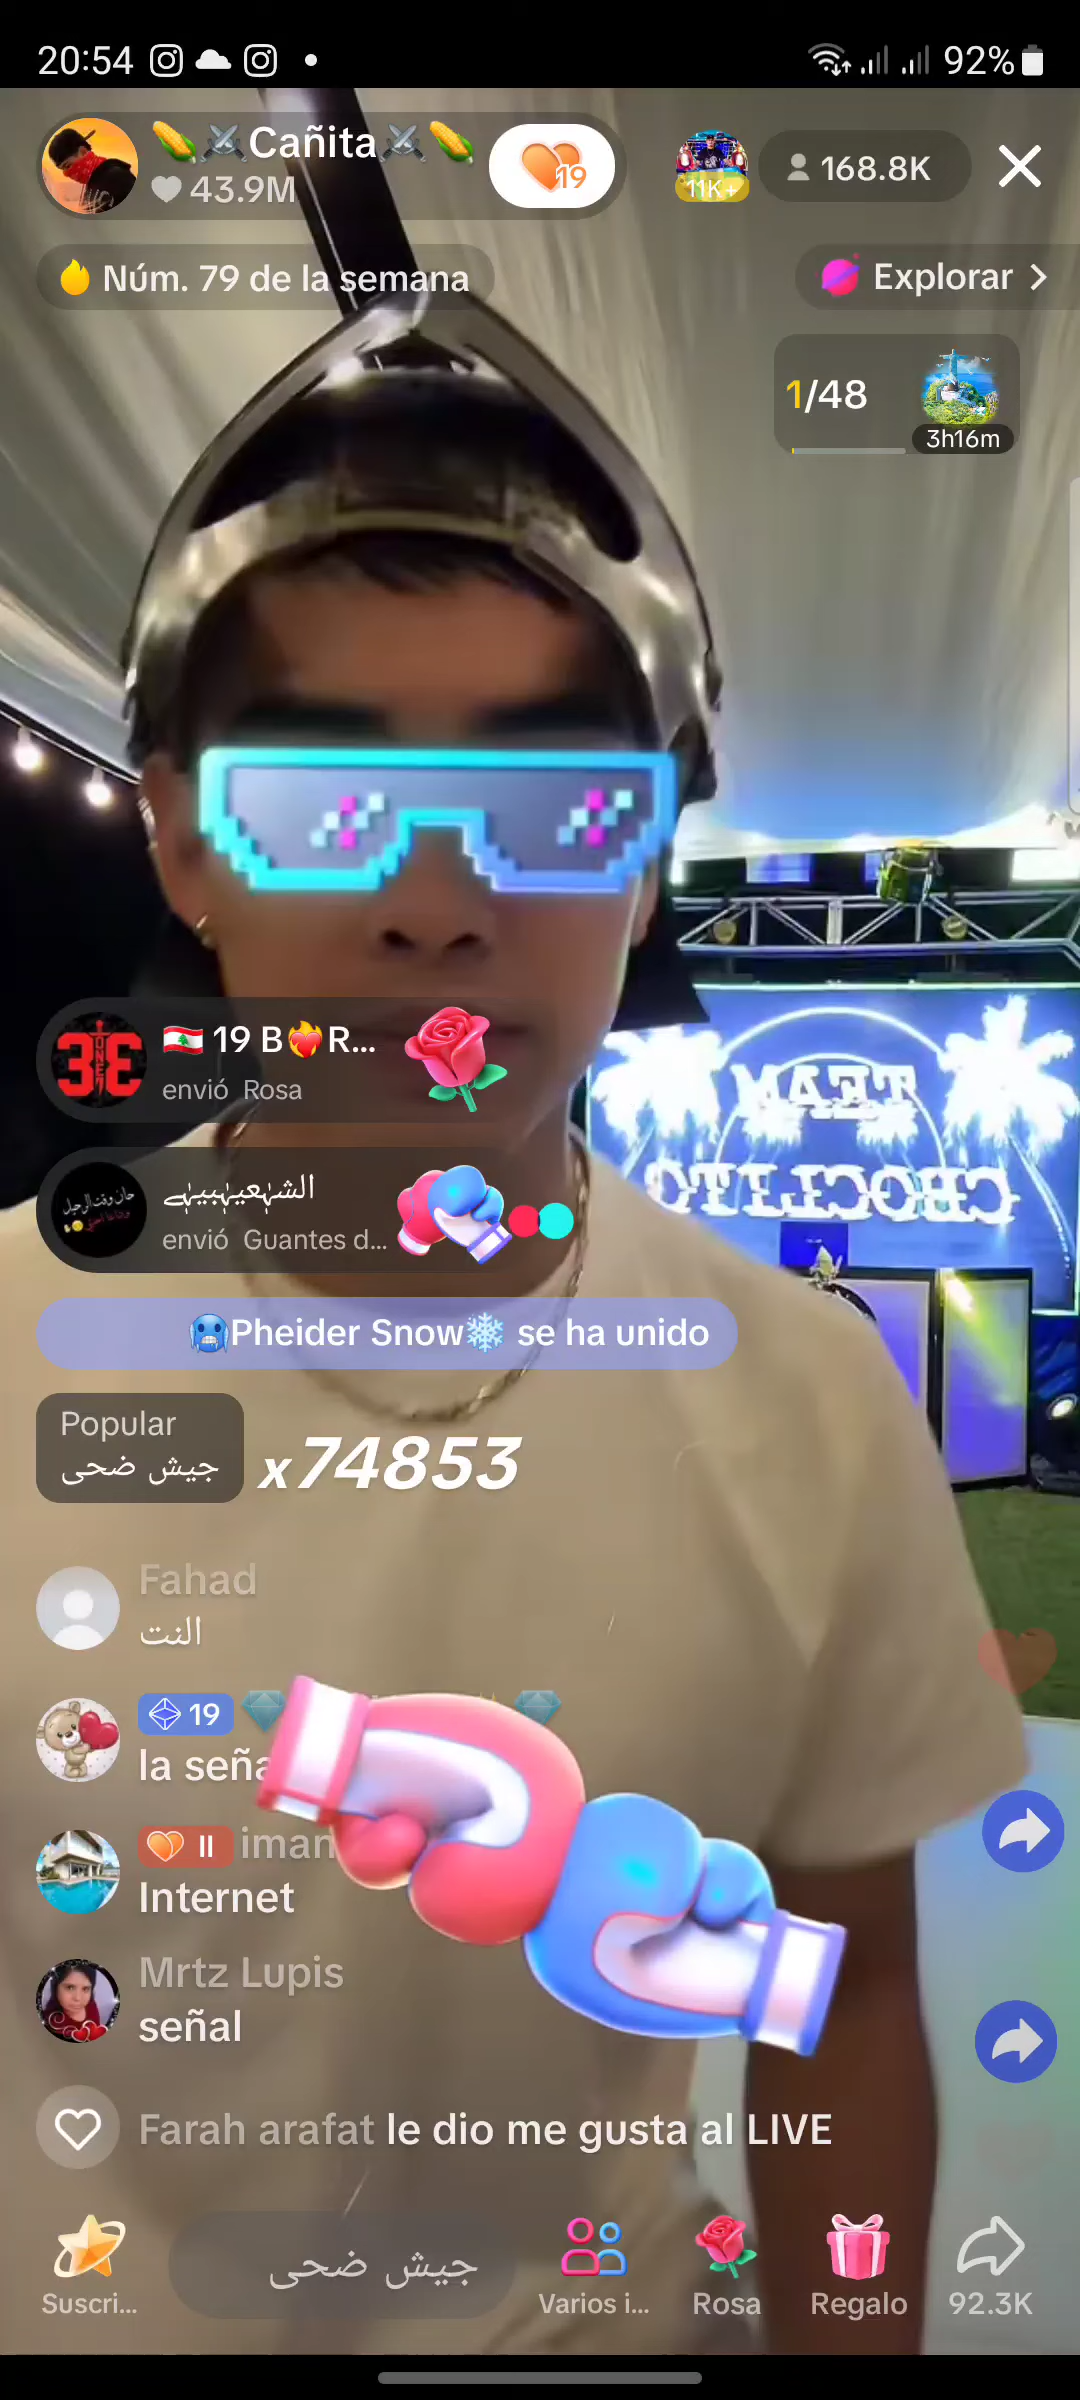 20:54
92%
🌽⚔️Cañita⚔️🌽
43.9M
19
11K+
168.8K
Núm. 79 de la semana
Explorar
1/48
3h16m
🇱🇧 19 B❤️‍🔥R...
envió Rosa
envió Guantes d...
TEAM
CROCLETTO
🥶Pheider Snow❄️ se ha unido
Popular
جيش ضحى
x74853
Fahad
النت
19
la seña
II iman
Internet
Mrtz Lupis
señal
Farah arafat le dio me gusta al LIVE
جيش ضحى
Suscri...
Varios i...
Rosa
Regalo
92.3K